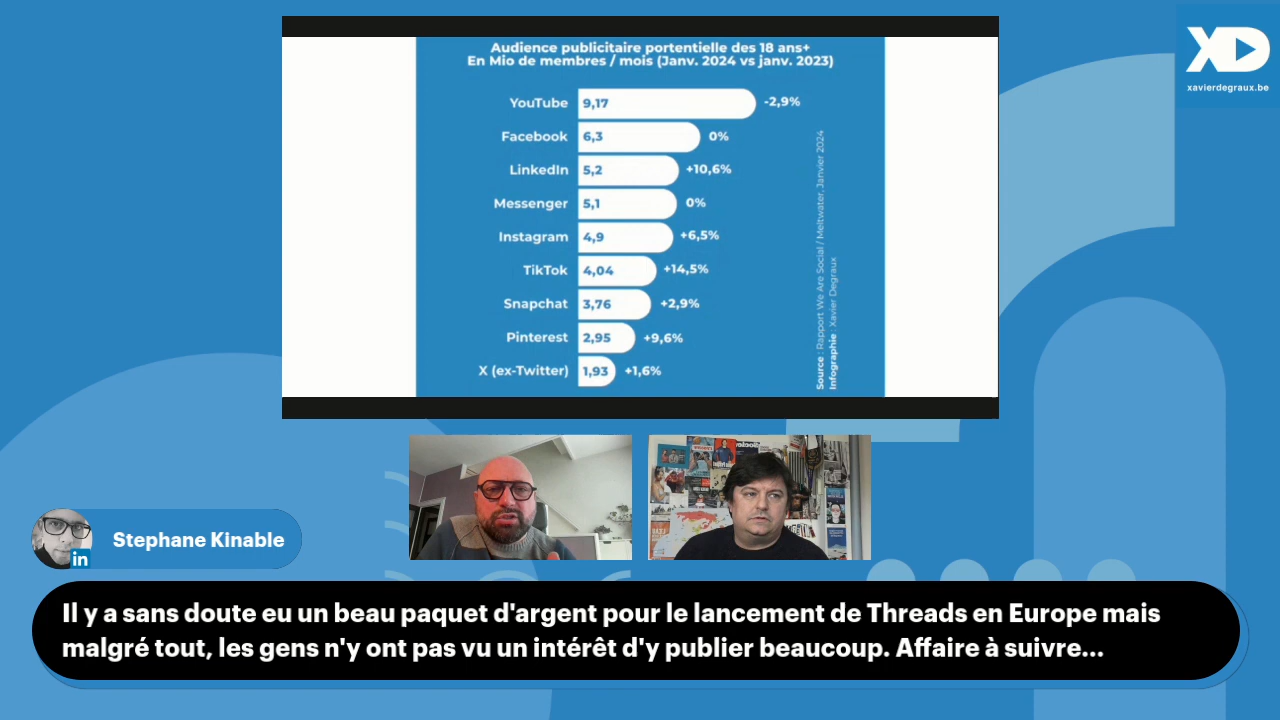 Audience publicitaire portentielle des 18 ans+
En Mio de membres / mois (Janv. 2024 vs janv. 2023)
YouTube 9,17 -2,9%
Facebook 6,3 0%
LinkedIn 5,2 +10,6%
Messenger 5,1 0%
Instagram 4,9 +6,5%
TikTok 4,04 +14,5%
Snapchat 3,76 +2,9%
Pinterest 2,95 +9,6%
X (ex-Twitter) 1,93 +1,6%
Source : Rapport We Are Social / Meltwater, Janvier 2024
Infographie : Xavier Degraux
XD
xavierdegraux.be
in
Stephane Kinable
Il y a sans doute eu un beau paquet d'argent pour le lancement de Threads en Europe mais
malgré tout, les gens n'y ont pas vu un intérêt d'y publier beaucoup. Affaire à suivre...